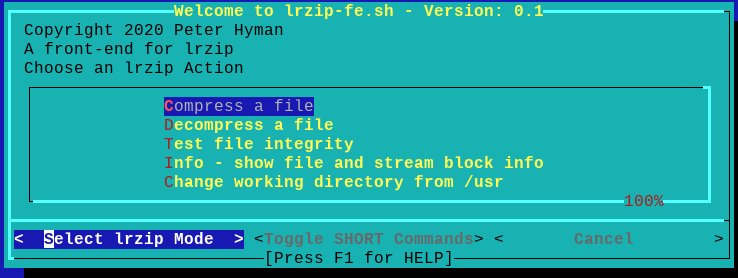 Welcome to lrzip-fe.sh - Version: 0.1
Copyright 2020 Peter Hyman
A front-end for lrzip
Choose an lrzip Action
Compress a file
Decompress a file
Test file integrity
Info - show file and stream block info
Change working directory from /usr
100%
<  Select lrzip Mode  > <Toggle SHORT Commands> <       Cancel        >
[Press F1 for HELP]